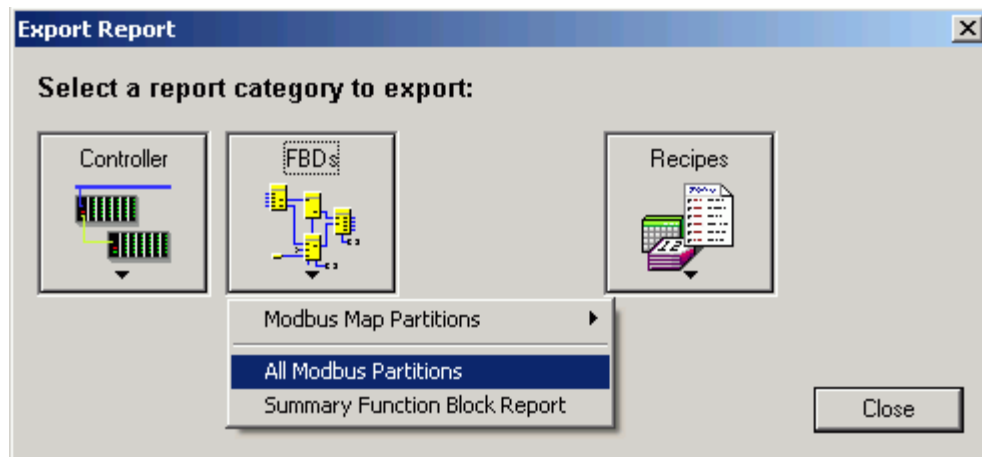 Export Report
Select a report category to export:
Controller
FBDs
Recipes
Modbus Map Partitions
All Modbus Partitions
Summary Function Block Report
Close